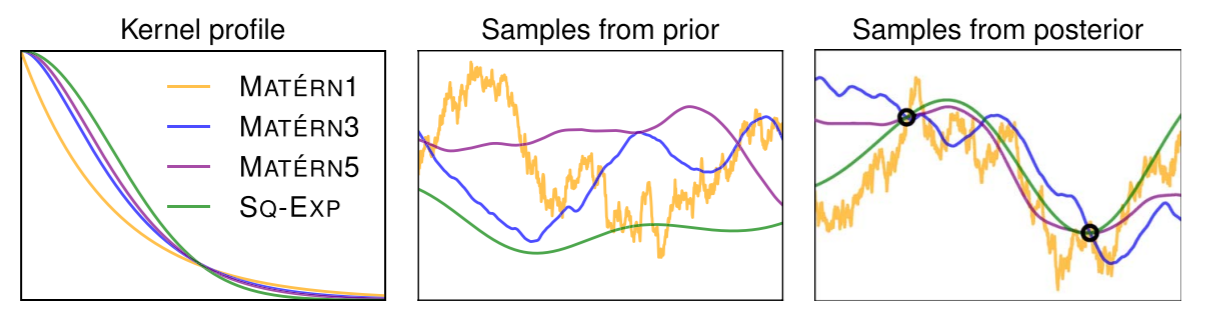 Kernel profile
Samples from prior
Samples from posterior
MATÉRN1
MATÉRN3
MATÉRN5
SQ-EXP